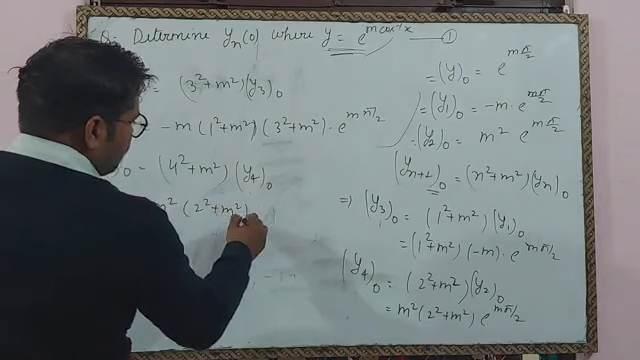 Q:- Determine yₙ(0) where y = e^{m cos⁻¹x} — ①
= (3²+m²)(y₃)₀
-m (1²+m²)(3²+m²)·e^{mπ/2}
)₀ = (4²+m²)(y₄)₀
m² (2²+m²)
= (y)₀ = e^{mπ/2}
= (y₁)₀ = -m·e^{mπ/2}
= (y₂)₀ = m² e^{mπ/2}
(yₙ₊₂)₀ = (n²+m²)(yₙ)₀
⇒ (y₃)₀ = (1²+m²)(y₁)₀
= (1²+m²)(-m)·e^{mπ/2}
(y₄)₀ = (2²+m²)(y₂)₀
= m²(2²+m²) e^{mπ/2}